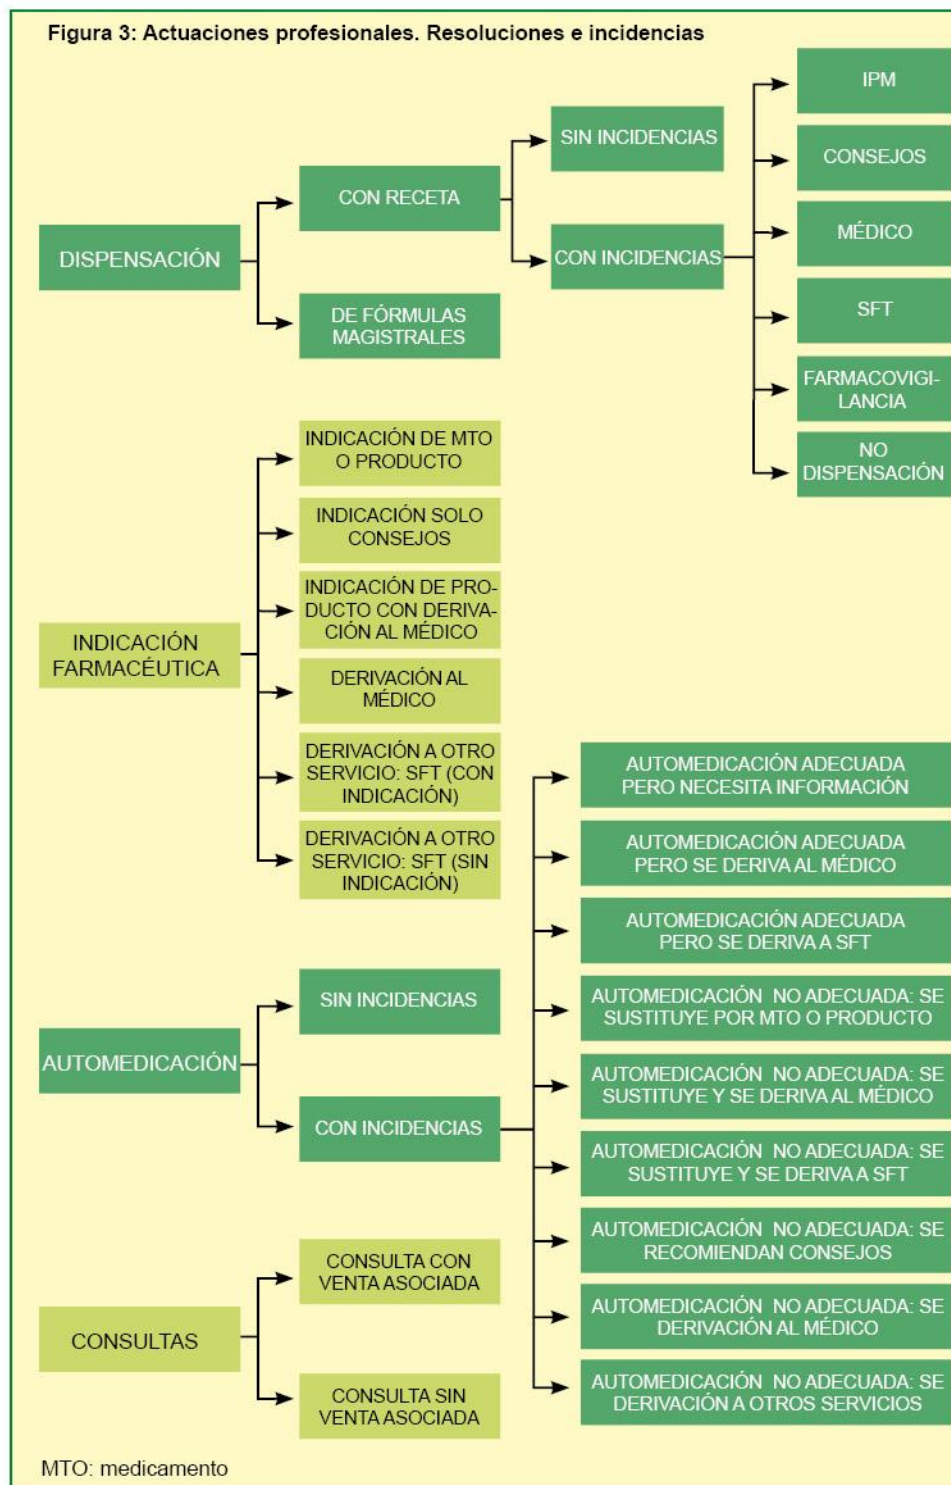 Figura 3: Actuaciones profesionales. Resoluciones e incidencias
DISPENSACIÓN
CON RECETA
DE FÓRMULAS
MAGISTRALES
SIN INCIDENCIAS
CON INCIDENCIAS
IPM
CONSEJOS
MÉDICO
SFT
FARMACOVIGI-
LANCIA
NO
DISPENSACIÓN
INDICACIÓN
FARMACÉUTICA
INDICACIÓN DE MTO
O PRODUCTO
INDICACIÓN SOLO
CONSEJOS
INDICACIÓN DE PRO-
DUCTO CON DERIVA-
CIÓN AL MÉDICO
DERIVACIÓN AL
MÉDICO
DERIVACIÓN A OTRO
SERVICIO: SFT (CON
INDICACIÓN)
DERIVACIÓN A OTRO
SERVICIO: SFT (SIN
INDICACIÓN)
AUTOMEDICACIÓN
SIN INCIDENCIAS
CON INCIDENCIAS
AUTOMEDICACIÓN ADECUADA
PERO NECESITA INFORMACIÓN
AUTOMEDICACIÓN ADECUADA
PERO SE DERIVA AL MÉDICO
AUTOMEDICACIÓN ADECUADA
PERO SE DERIVA A SFT
AUTOMEDICACIÓN NO ADECUADA: SE
SUSTITUYE POR MTO O PRODUCTO
AUTOMEDICACIÓN NO ADECUADA: SE
SUSTITUYE Y SE DERIVA AL MÉDICO
AUTOMEDICACIÓN NO ADECUADA: SE
SUSTITUYE Y SE DERIVA A SFT
AUTOMEDICACIÓN NO ADECUADA: SE
RECOMIENDAN CONSEJOS
AUTOMEDICACIÓN NO ADECUADA: SE
DERIVACIÓN AL MÉDICO
AUTOMEDICACIÓN NO ADECUADA: SE
DERIVACIÓN A OTROS SERVICIOS
CONSULTAS
CONSULTA CON
VENTA ASOCIADA
CONSULTA SIN
VENTA ASOCIADA
MTO: medicamento